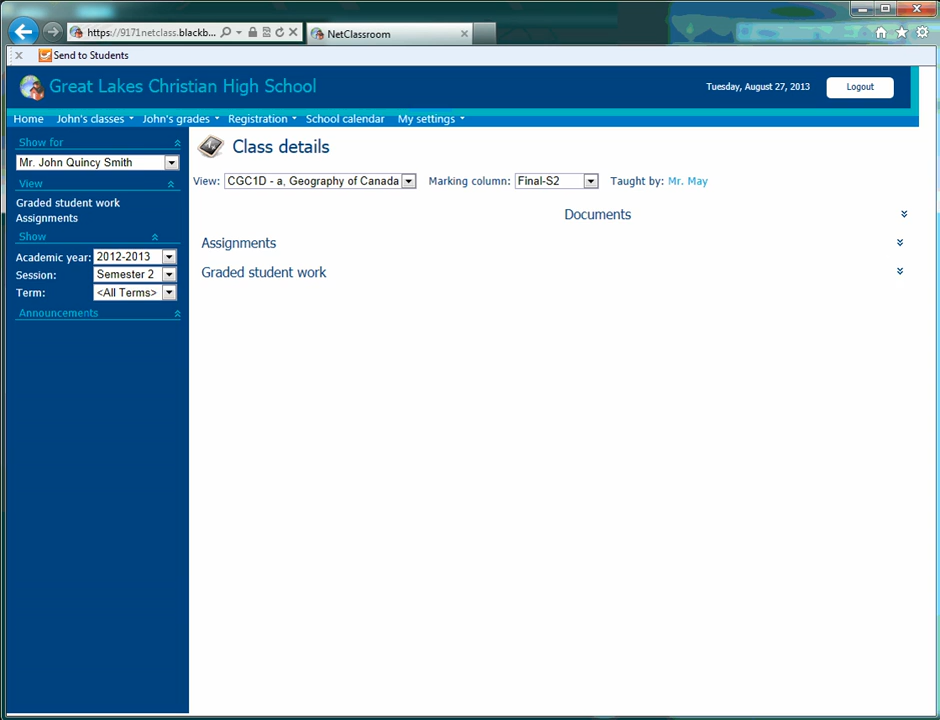 https://9171netclass.blackb...
NetClassroom
Send to Students
Great Lakes Christian High School
Tuesday, August 27, 2013
Logout
Home John's classes John's grades Registration School calendar My settings
Show for
Mr. John Quincy Smith
View
Graded student work
Assignments
Show
Academic year: 2012-2013
Session: Semester 2
Term: <All Terms>
Announcements
Class details
View: CGC1D - a, Geography of Canada Marking column: Final-S2 Taught by: Mr. May
Documents
Assignments
Graded student work